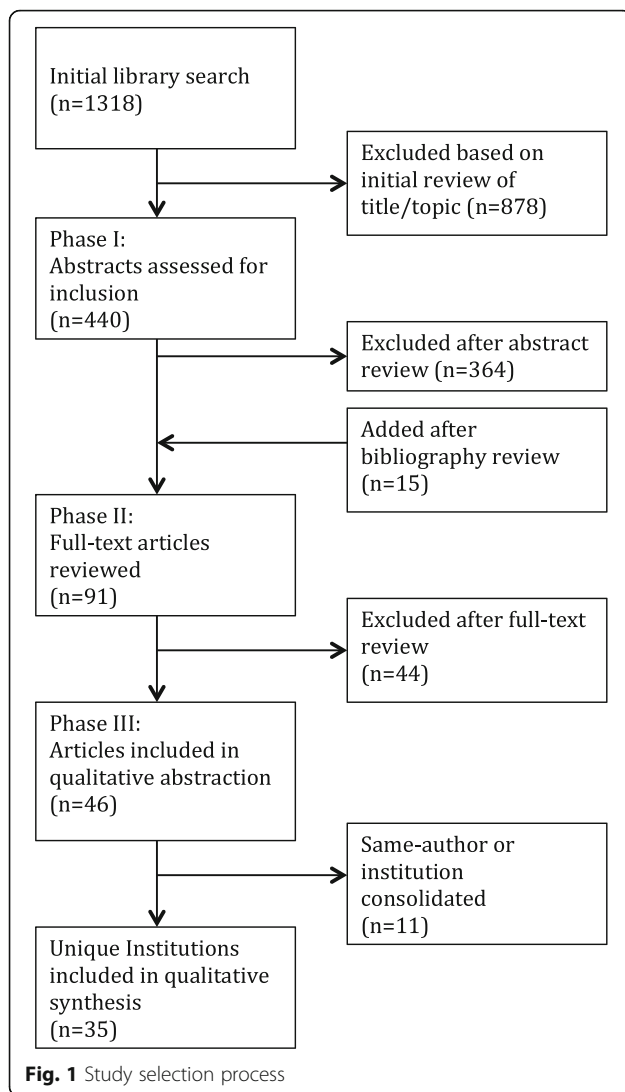 Initial library search
(n=1318)
Excluded based on
initial review of
title/topic (n=878)
Phase I:
Abstracts assessed for
inclusion
(n=440)
Excluded after abstract
review (n=364)
Added after
bibliography review
(n=15)
Phase II:
Full-text articles
reviewed
(n=91)
Excluded after full-text
review
(n=44)
Phase III:
Articles included in
qualitative abstraction
(n=46)
Same-author or
institution
consolidated
(n=11)
Unique Institutions
included in qualitative
synthesis
(n=35)
Fig. 1 Study selection process